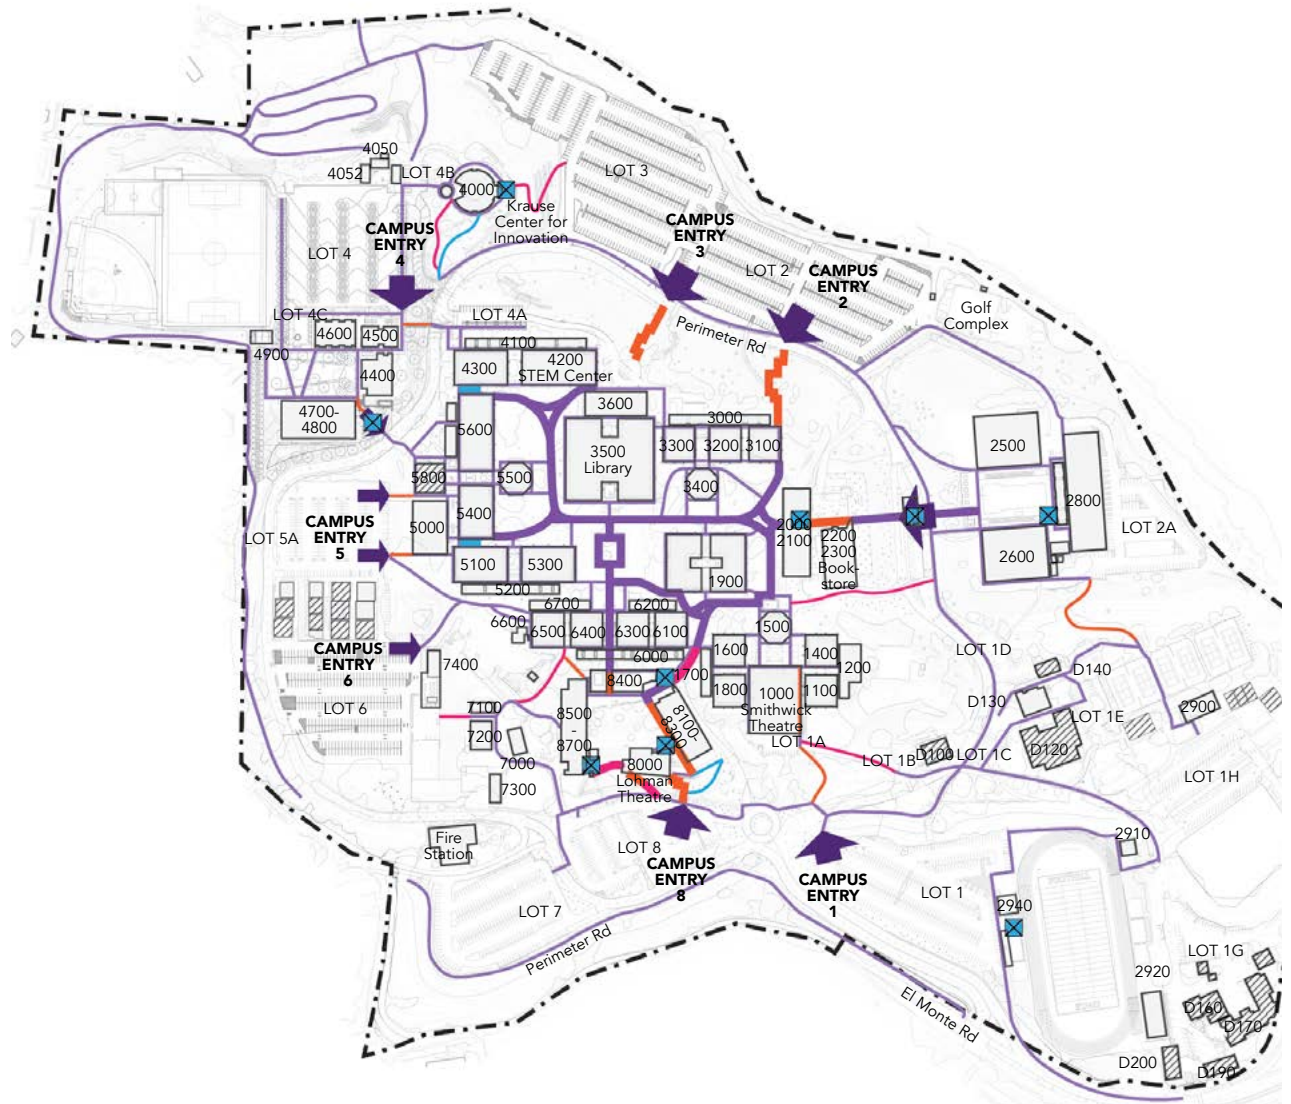 4050
4052
LOT 4B
4000
Krause
Center for
Innovation
LOT 3
CAMPUS
ENTRY
3
CAMPUS
ENTRY
4
LOT 4
LOT 2
CAMPUS
ENTRY
2
Golf
Complex
LOT 4C
LOT 4A
Perimeter Rd
4600
4500
4900
4100
4200
STEM Center
4300
4400
3600
4700-
4800
5600
3000
3300
3200
3100
3500
Library
2500
5800
5500
3400
2800
5400
5000
CAMPUS
ENTRY
5
LOT 5A
2000
2100
2200
2300
Book-
store
LOT 2A
2600
5100
5300
1900
5200
6700
6200
6600
6500
6400
6300
6100
1500
CAMPUS
ENTRY
6
6000
1600
1400
1200
LOT 1D
7400
8400
1700
D140
1800
1000
Smithwick
Theatre
1100
D130
LOT 6
7100
8500
-
8700
8100-
8300
2900
LOT 1E
7200
LOT 1A
D120
7000
8000
Lohman
Theatre
LOT 1B
D100
LOT 1C
LOT 1H
7300
Fire
Station
LOT 8
2910
CAMPUS
ENTRY
8
CAMPUS
ENTRY
1
LOT 1
LOT 7
2940
Perimeter Rd
LOT 1G
2920
El Monte Rd
D160
D170
D200
D190